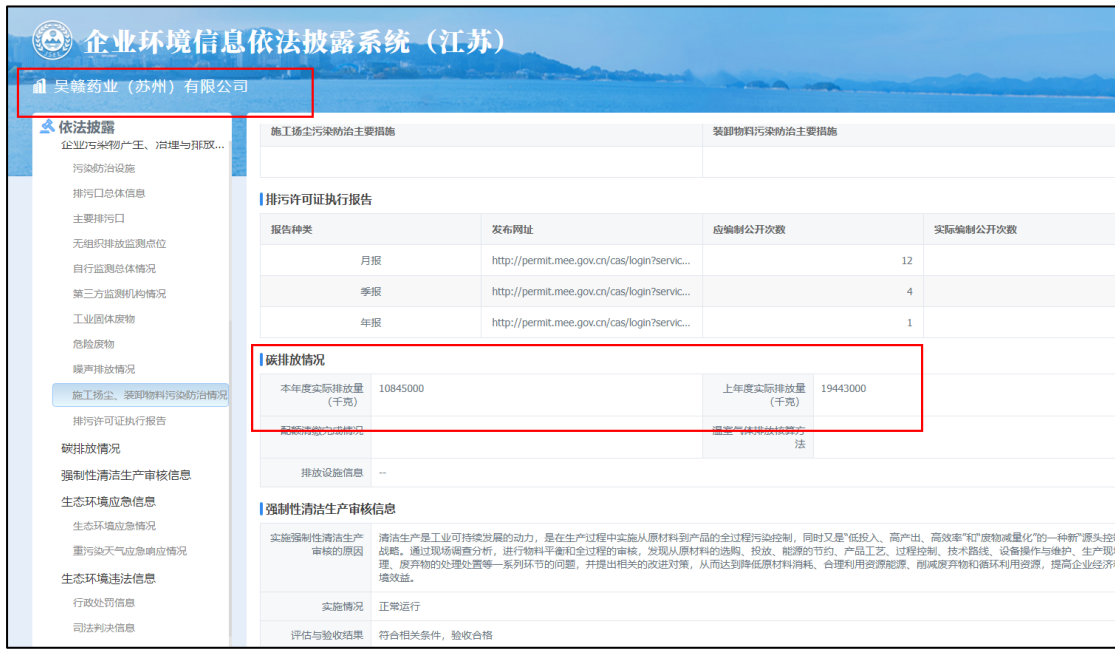 企业环境信息依法披露系统（江苏）
吴赣药业（苏州）有限公司
依法披露
企业污染物产生、治理与排放...
污染防治设施
排污口总体信息
主要排污口
无组织排放监测点位
自行监测总体情况
第三方监测机构情况
工业固体废物
危险废物
噪声排放情况
施工扬尘、装卸物料污染防治情况
排污许可证执行报告
碳排放情况
强制性清洁生产审核信息
生态环境应急信息
生态环境应急情况
重污染天气应急响应情况
生态环境违法信息
行政处罚信息
司法判决信息
施工扬尘污染防治主要措施 装卸物料污染防治主要措施
排污许可证执行报告
报告种类 发布网址 应编制公开次数 实际编制公开次数
月报 http://permit.mee.gov.cn/cas/login?servic... 12
季报 http://permit.mee.gov.cn/cas/login?servic... 4
年报 http://permit.mee.gov.cn/cas/login?servic... 1
碳排放情况
本年度实际排放量 10845000 上年度实际排放量 19443000
（千克） （千克）
配额清缴完成情况 温室气体排放核算方
法
排放设施信息 --
强制性清洁生产审核信息
实施强制性清洁生产 清洁生产是工业可持续发展的动力，是在生产过程中实施从原材料到产品的全过程污染控制，同时又是“低投入、高产出、高效率”和“废物减量化”的一种新“源头控
审核的原因 战略。通过现场调查分析，进行物料平衡和全过程的审核，发现从原材料的选购、投放、能源的节约、产品工艺、过程控制、技术路线、设备操作与维护、生产现
理、废弃物的处理处置等一系列环节的问题，并提出相关的改进对策，从而达到降低原材料消耗、合理利用资源能源、削减废弃物和循环利用资源，提高企业经济
境效益。
实施情况 正常运行
评估与验收结果 符合相关条件，验收合格